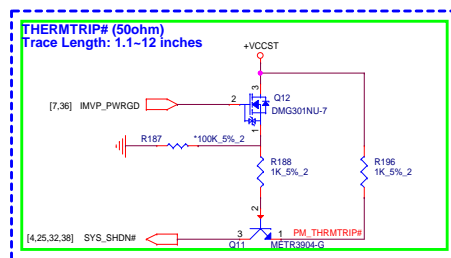 THERMTRIP# (50ohm)
Trace Length: 1.1~12 inches
+VCCST
3
Q12
[7,36] IMVP_PWRGD
2
DMG301NU-7
1
R187
*100K_5%_2
R188
1K_5%_2
R196
1K_5%_2
2
[4,25,32,38] SYS_SHDN#
3
1
PM_THRMTRIP#
Q11
METR3904-G